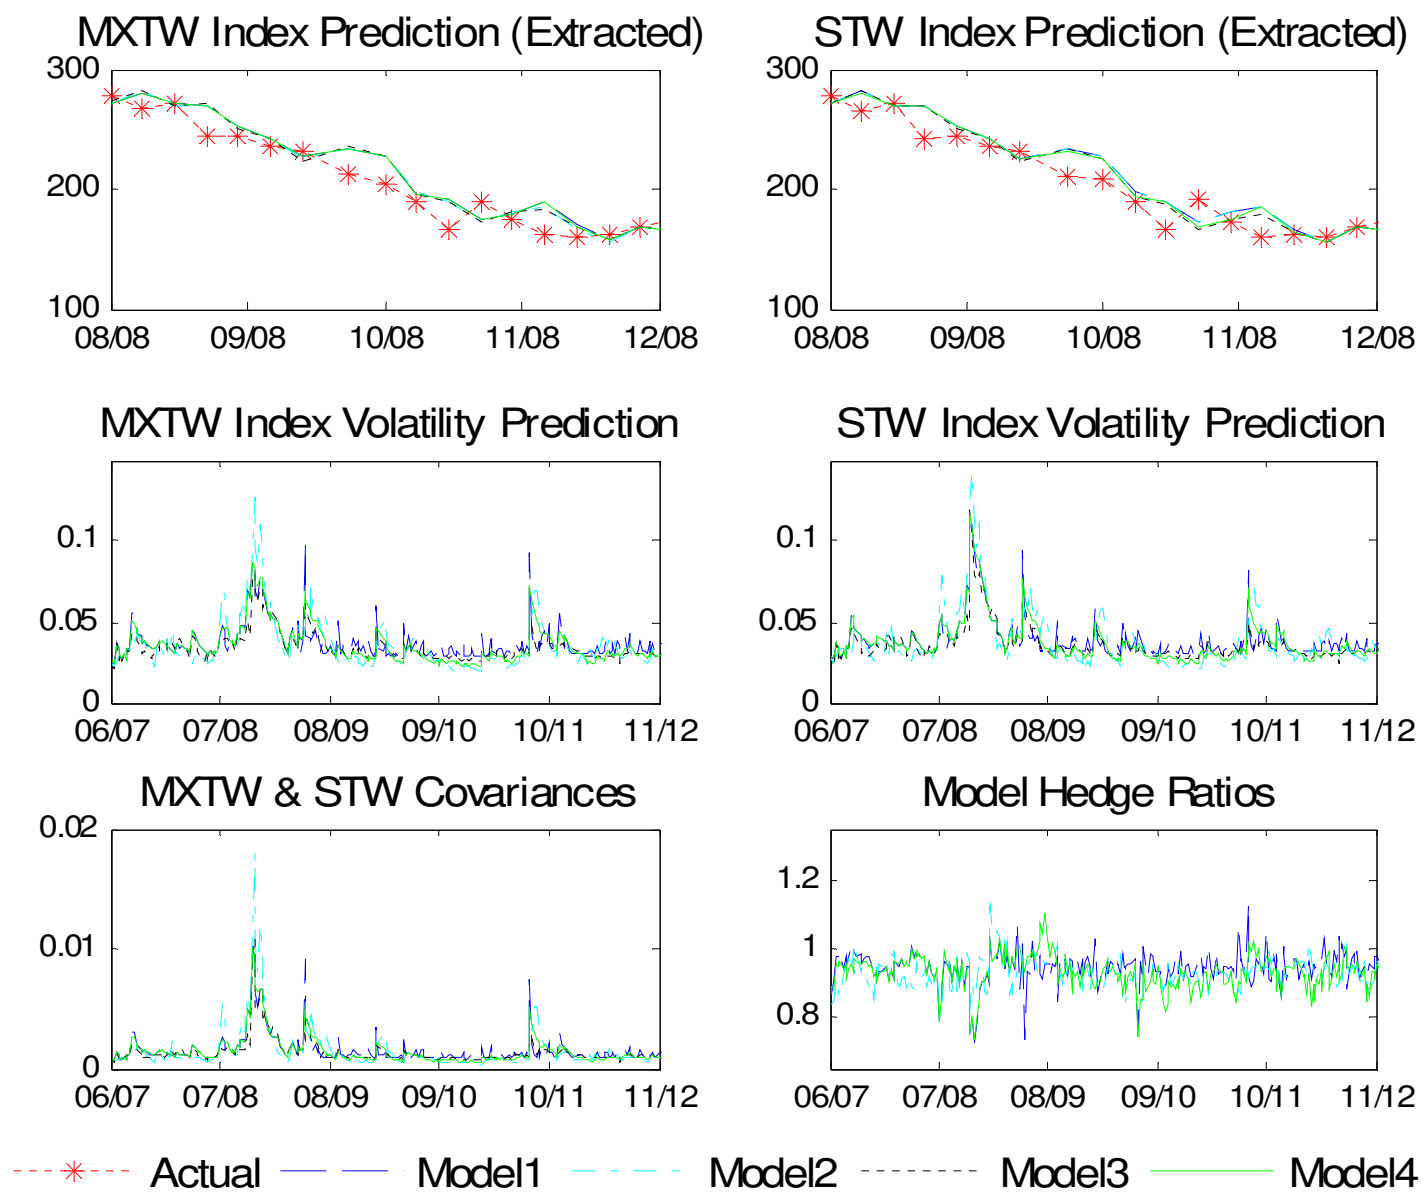 MXTW Index Prediction (Extracted)
300
200
100
08/08 09/08 10/08 11/08 12/08
STW Index Prediction (Extracted)
300
200
100
08/08 09/08 10/08 11/08 12/08
MXTW Index Volatility Prediction
0.1
0.05
0
06/07 07/08 08/09 09/10 10/11 11/12
STW Index Volatility Prediction
0.1
0.05
0
06/07 07/08 08/09 09/10 10/11 11/12
MXTW & STW Covariances
0.02
0.01
0
06/07 07/08 08/09 09/10 10/11 11/12
Model Hedge Ratios
1.2
1
0.8
06/07 07/08 08/09 09/10 10/11 11/12
Actual Model1 Model2 Model3 Model4